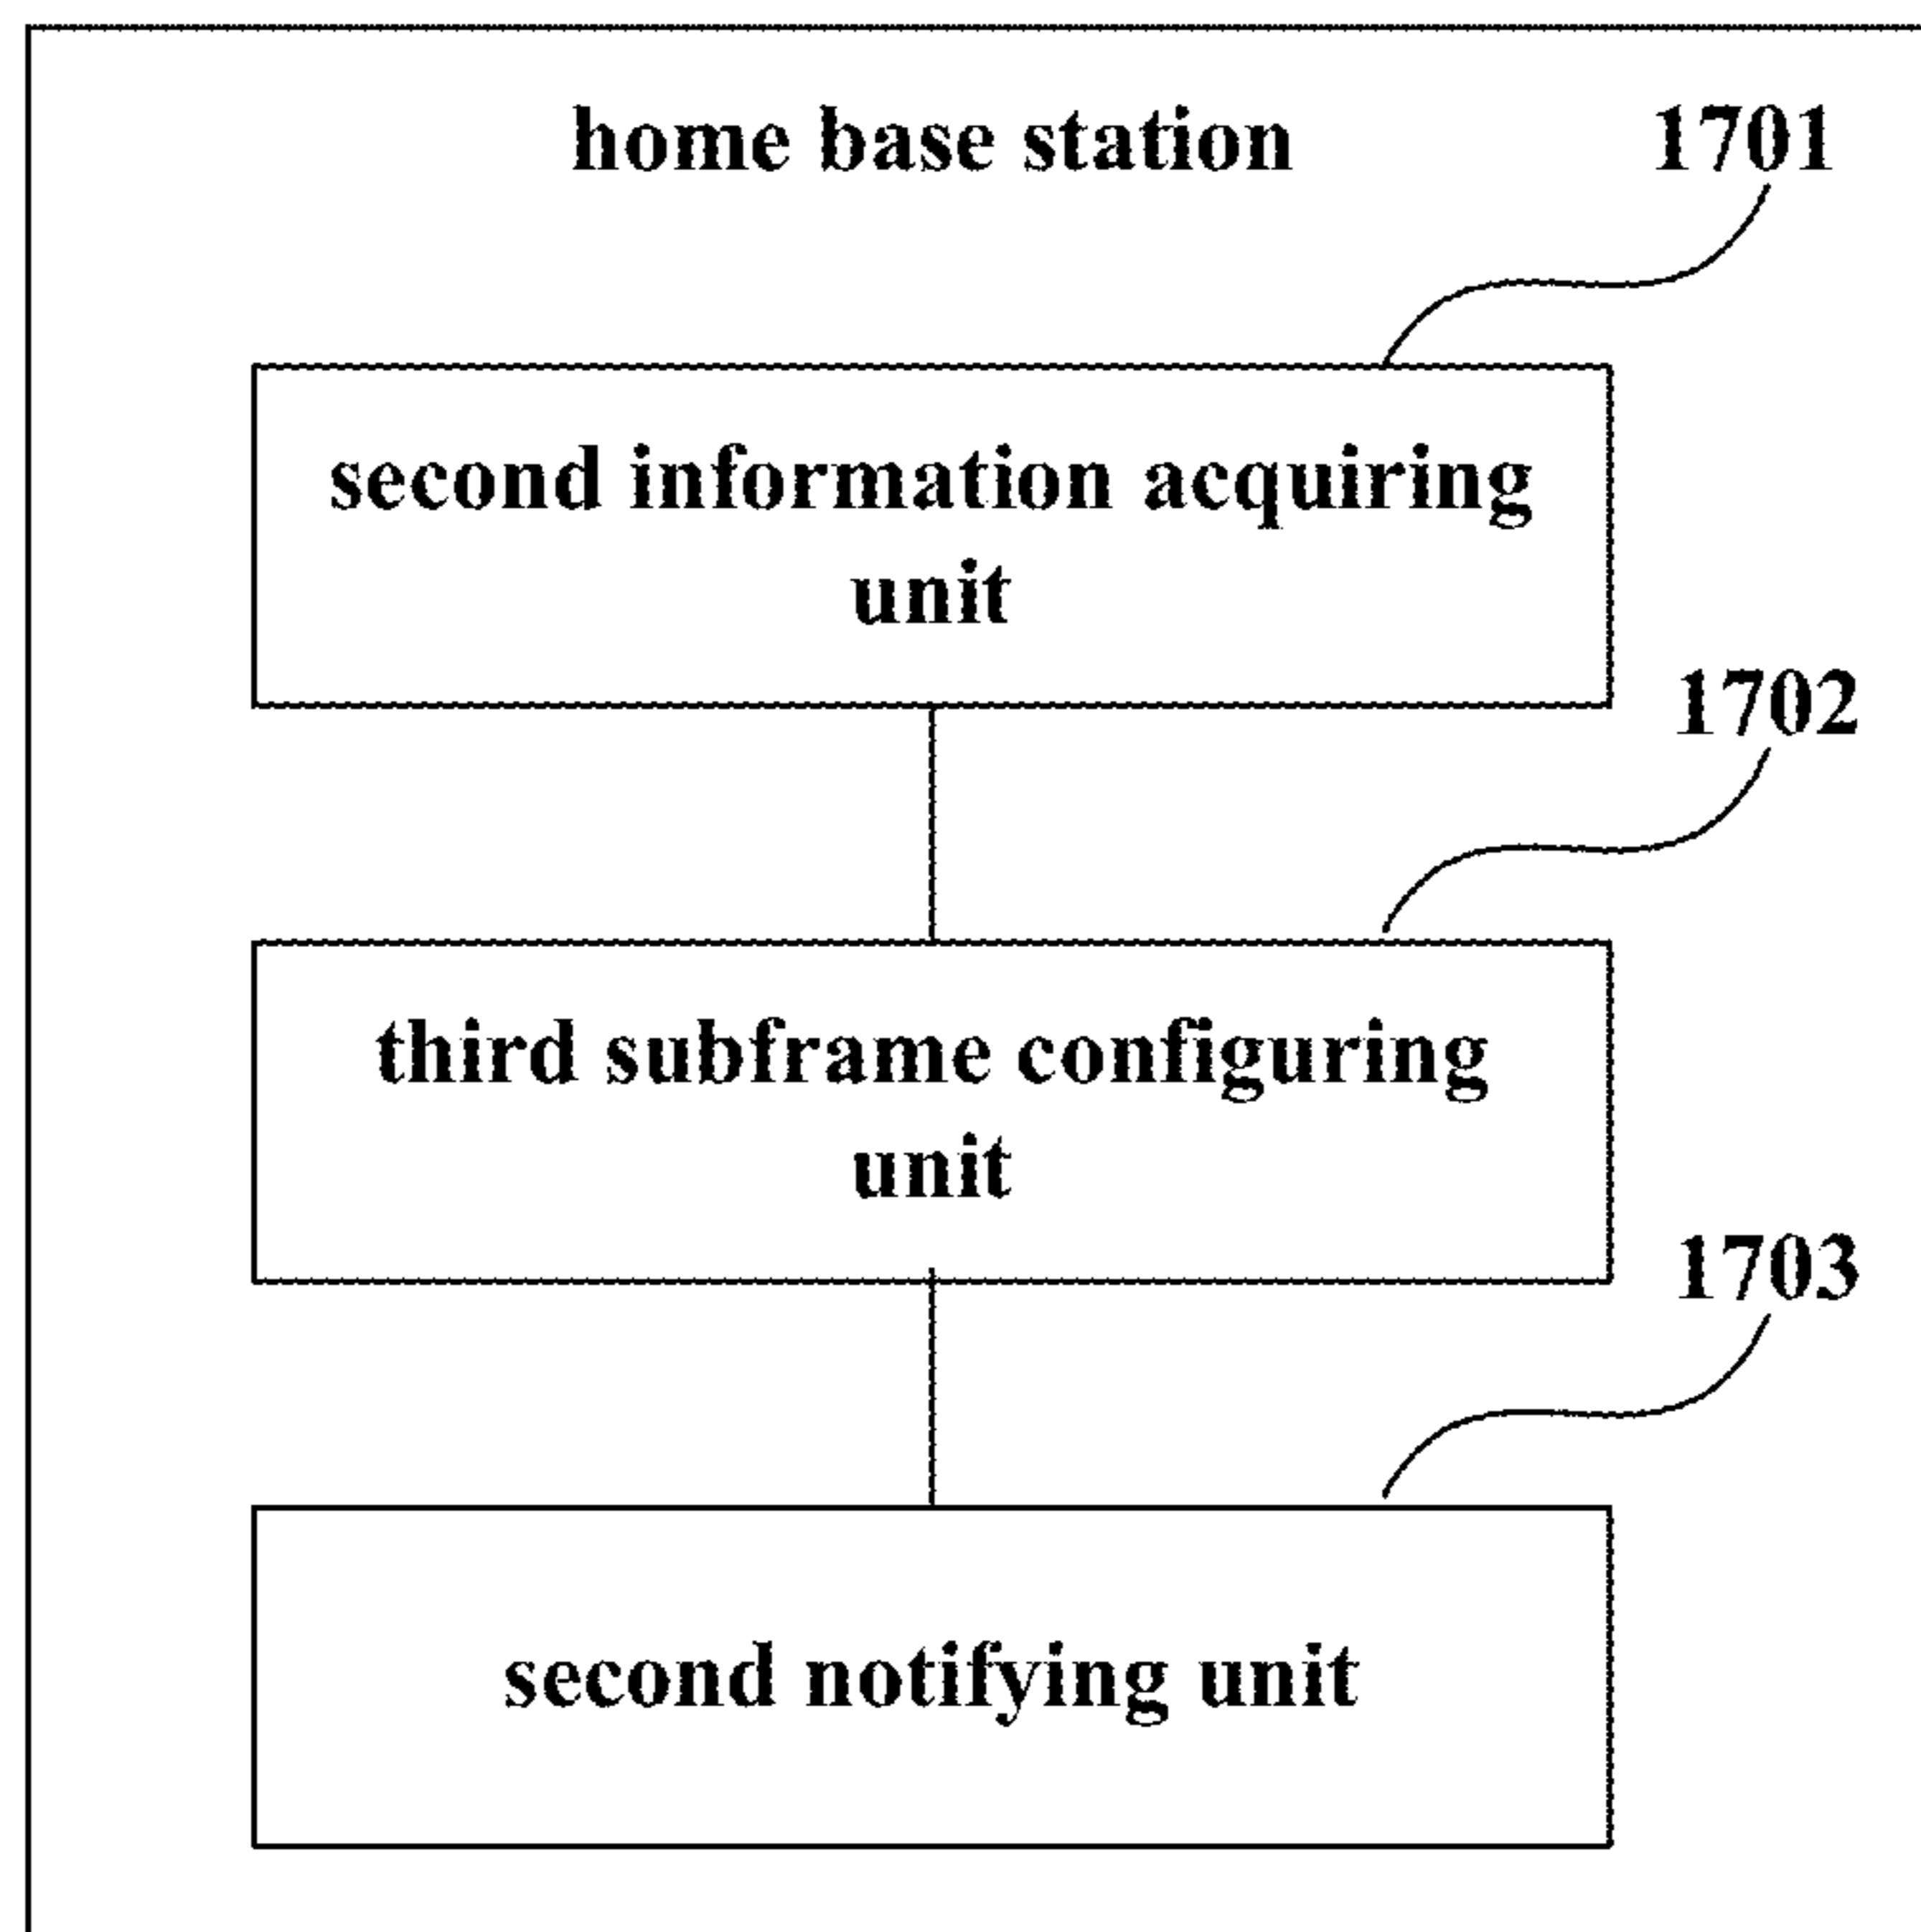 home base station
1701
second information acquiring
unit
1702
third subframe configuring
unit
1703
second notifying unit